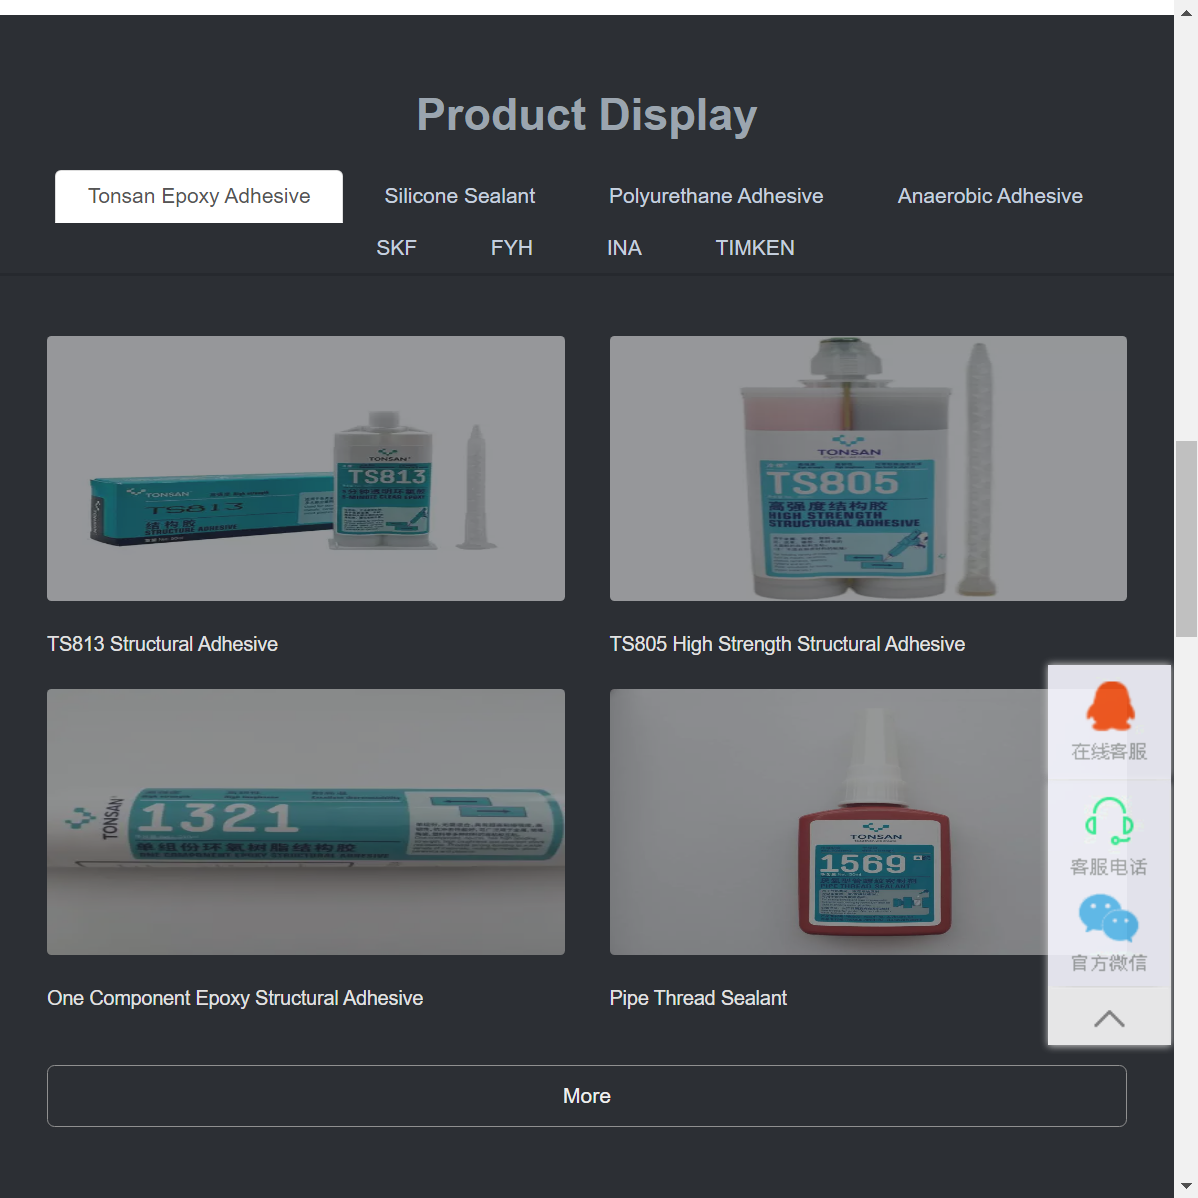 Product Display
Tonsan Epoxy Adhesive
Silicone Sealant
Polyurethane Adhesive
Anaerobic Adhesive
SKF
FYH
INA
TIMKEN
TONSAN
TS813
结构胶
STRUCTURE ADHESIVE
TONSAN
TS813
TS813 Structural Adhesive
TONSAN
TS805
高强度结构胶
HIGH STRENGTH
STRUCTURAL ADHESIVE
TS805 High Strength Structural Adhesive
TONSAN
1321
单组份环氧树脂结构胶
ONE COMPONENT EPOXY STRUCTURAL ADHESIVE
One Component Epoxy Structural Adhesive
TONSAN
1569
PIPE THREAD SEALANT
Pipe Thread Sealant
在线客服
客服电话
官方微信
More